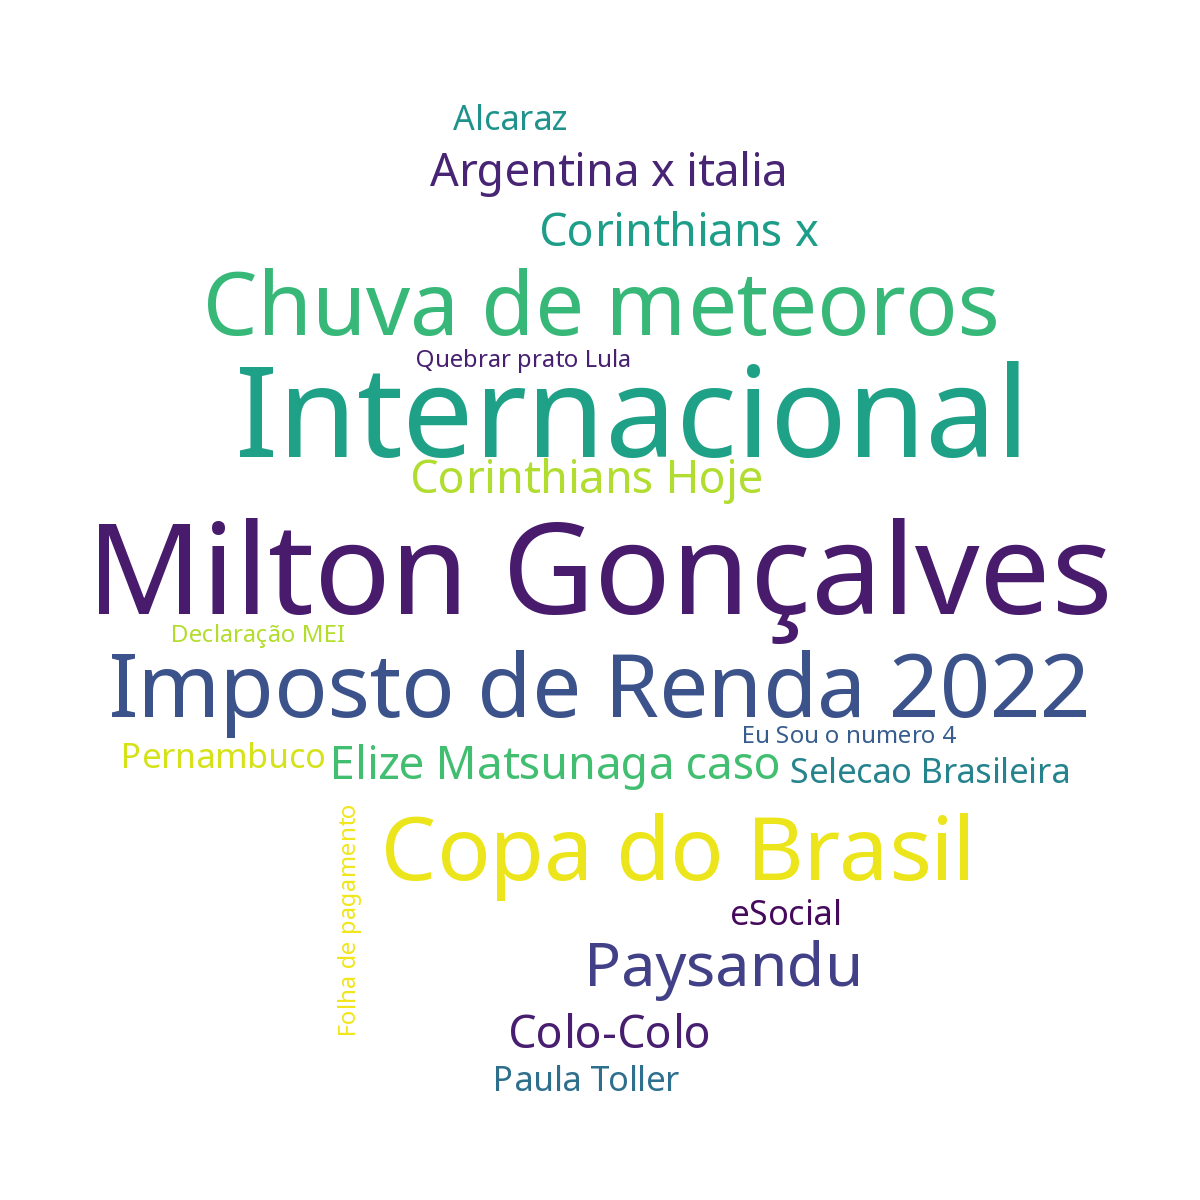 Alcaraz
Argentina x italia
Corinthians x
Chuva de meteoros
Quebrar prato Lula
Internacional
Corinthians Hoje
Milton Gonçalves
Declaração MEI
Imposto de Renda 2022
Eu Sou o numero 4
Pernambuco
Elize Matsunaga caso
Selecao Brasileira
Folha de pagamento
Copa do Brasil
eSocial
Paysandu
Colo-Colo
Paula Toller